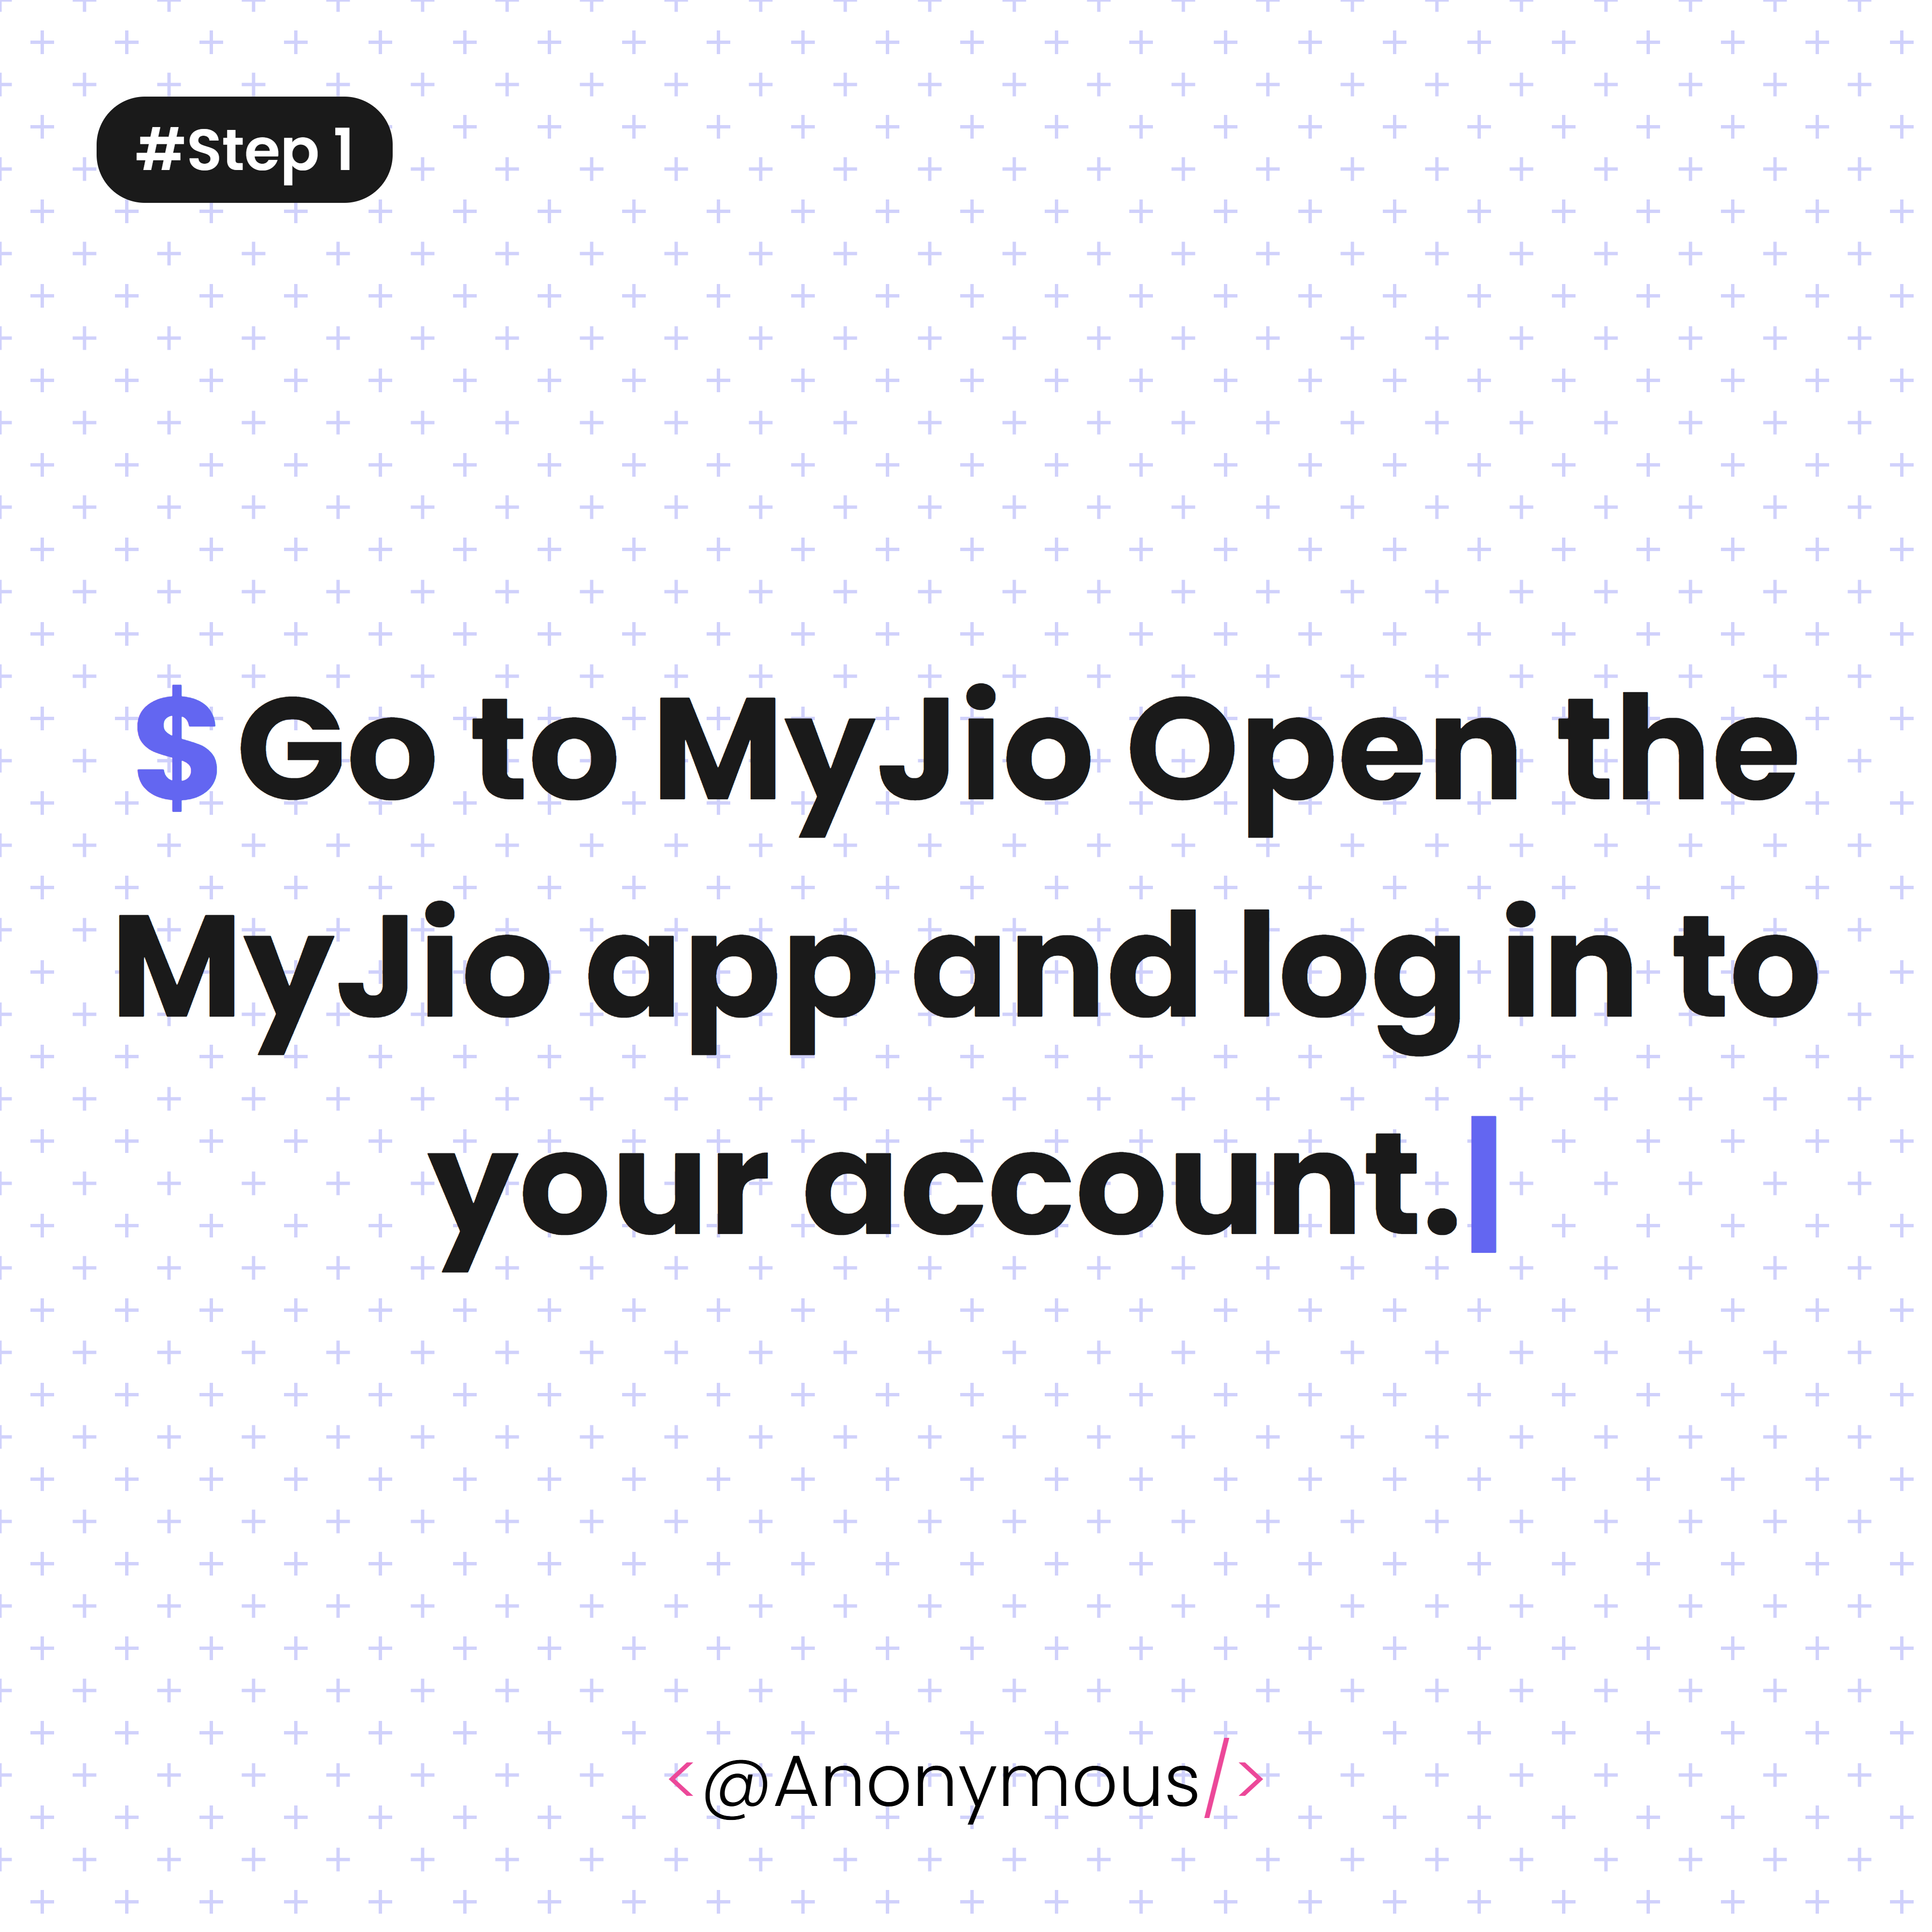 #Step 1
$ Go to MyJio Open the
MyJio app and log in to
your account.
<@Anonymous/>